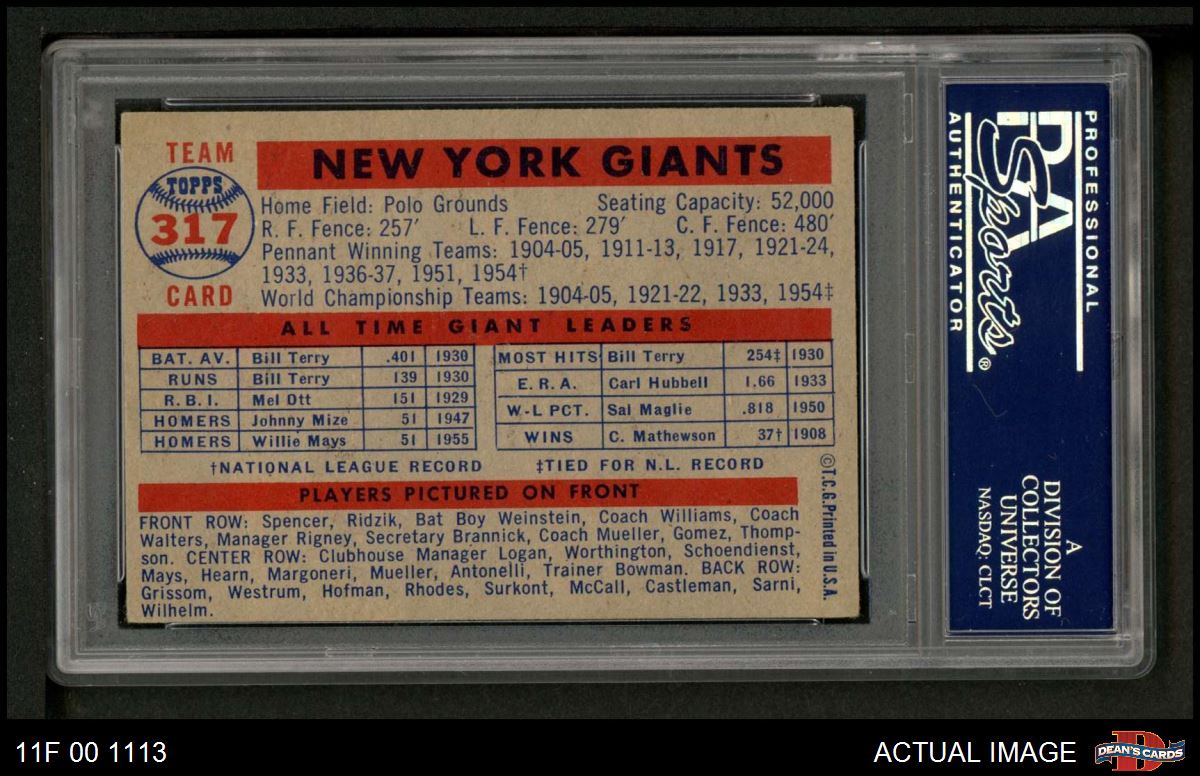 TEAM
TOPPS
317
CARD
NEW YORK GIANTS
Home Field: Polo Grounds Seating Capacity: 52,000
R. F. Fence: 257′ L. F. Fence: 279′ C. F. Fence: 480′
Pennant Winning Teams: 1904-05, 1911-13, 1917, 1921-24,
1933, 1936-37, 1951, 1954†
World Championship Teams: 1904-05, 1921-22, 1933, 1954‡
ALL TIME GIANT LEADERS
BAT. AV. Bill Terry .401 1930
RUNS Bill Terry 139 1930
R.B.I. Mel Ott 151 1929
HOMERS Johnny Mize 51 1947
HOMERS Willie Mays 51 1955
MOST HITS Bill Terry 254‡ 1930
E.R.A. Carl Hubbell 1.66 1933
W-L PCT. Sal Maglie .818 1950
WINS C. Mathewson 37† 1908
†NATIONAL LEAGUE RECORD ‡TIED FOR N.L. RECORD
PLAYERS PICTURED ON FRONT
FRONT ROW: Spencer, Ridzik, Bat Boy Weinstein, Coach Williams, Coach
Walters, Manager Rigney, Secretary Brannick, Coach Mueller, Gomez, Thomp-
son. CENTER ROW: Clubhouse Manager Logan, Worthington, Schoendienst,
Mays, Hearn, Margoneri, Mueller, Antonelli, Trainer Bowman. BACK ROW:
Grissom, Westrum, Hofman, Rhodes, Surkont, McCall, Castleman, Sarni,
Wilhelm.
©T.C.G. Printed in U.S.A.
PROFESSIONAL
PSA
Sports®
AUTHENTICATOR
A
DIVISION OF
COLLECTORS
UNIVERSE
NASDAQ: CLCT
11F 00 1113
ACTUAL IMAGE
DEAN'S CARDS